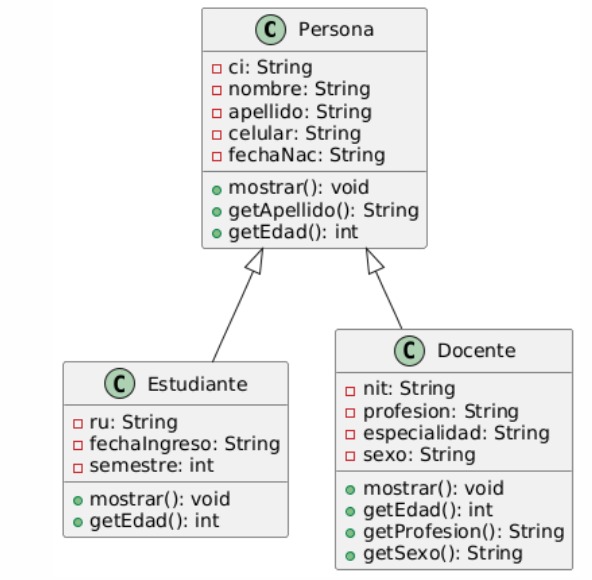 C Persona
ci: String
nombre: String
apellido: String
celular: String
fechaNac: String
mostrar(): void
getApellido(): String
getEdad(): int
C Estudiante
ru: String
fechaIngreso: String
semestre: int
mostrar(): void
getEdad(): int
C Docente
nit: String
profesion: String
especialidad: String
sexo: String
mostrar(): void
getEdad(): int
getProfesion(): String
getSexo(): String